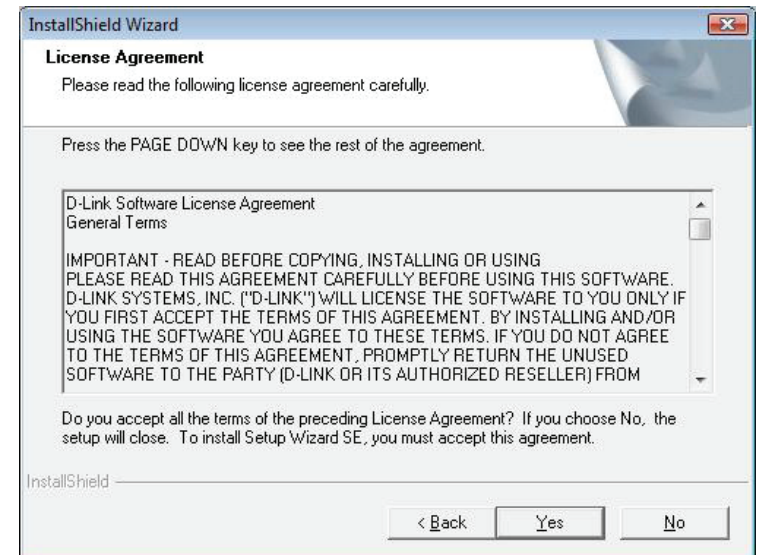 InstallShield Wizard
License Agreement
Please read the following license agreement carefully.
Press the PAGE DOWN key to see the rest of the agreement.
D-Link Software License Agreement
General Terms
IMPORTANT - READ BEFORE COPYING, INSTALLING OR USING
PLEASE READ THIS AGREEMENT CAREFULLY BEFORE USING THIS SOFTWARE.
D-LINK SYSTEMS, INC. ("D-LINK") WILL LICENSE THE SOFTWARE TO YOU ONLY IF
YOU FIRST ACCEPT THE TERMS OF THIS AGREEMENT. BY INSTALLING AND/OR
USING THE SOFTWARE YOU AGREE TO THESE TERMS. IF YOU DO NOT AGREE
TO THE TERMS OF THIS AGREEMENT, PROMPTLY RETURN THE UNUSED
SOFTWARE TO THE PARTY (D-LINK OR ITS AUTHORIZED RESELLER) FROM
Do you accept all the terms of the preceding License Agreement? If you choose No, the
setup will close. To install Setup Wizard SE, you must accept this agreement.
InstallShield
< Back Yes No